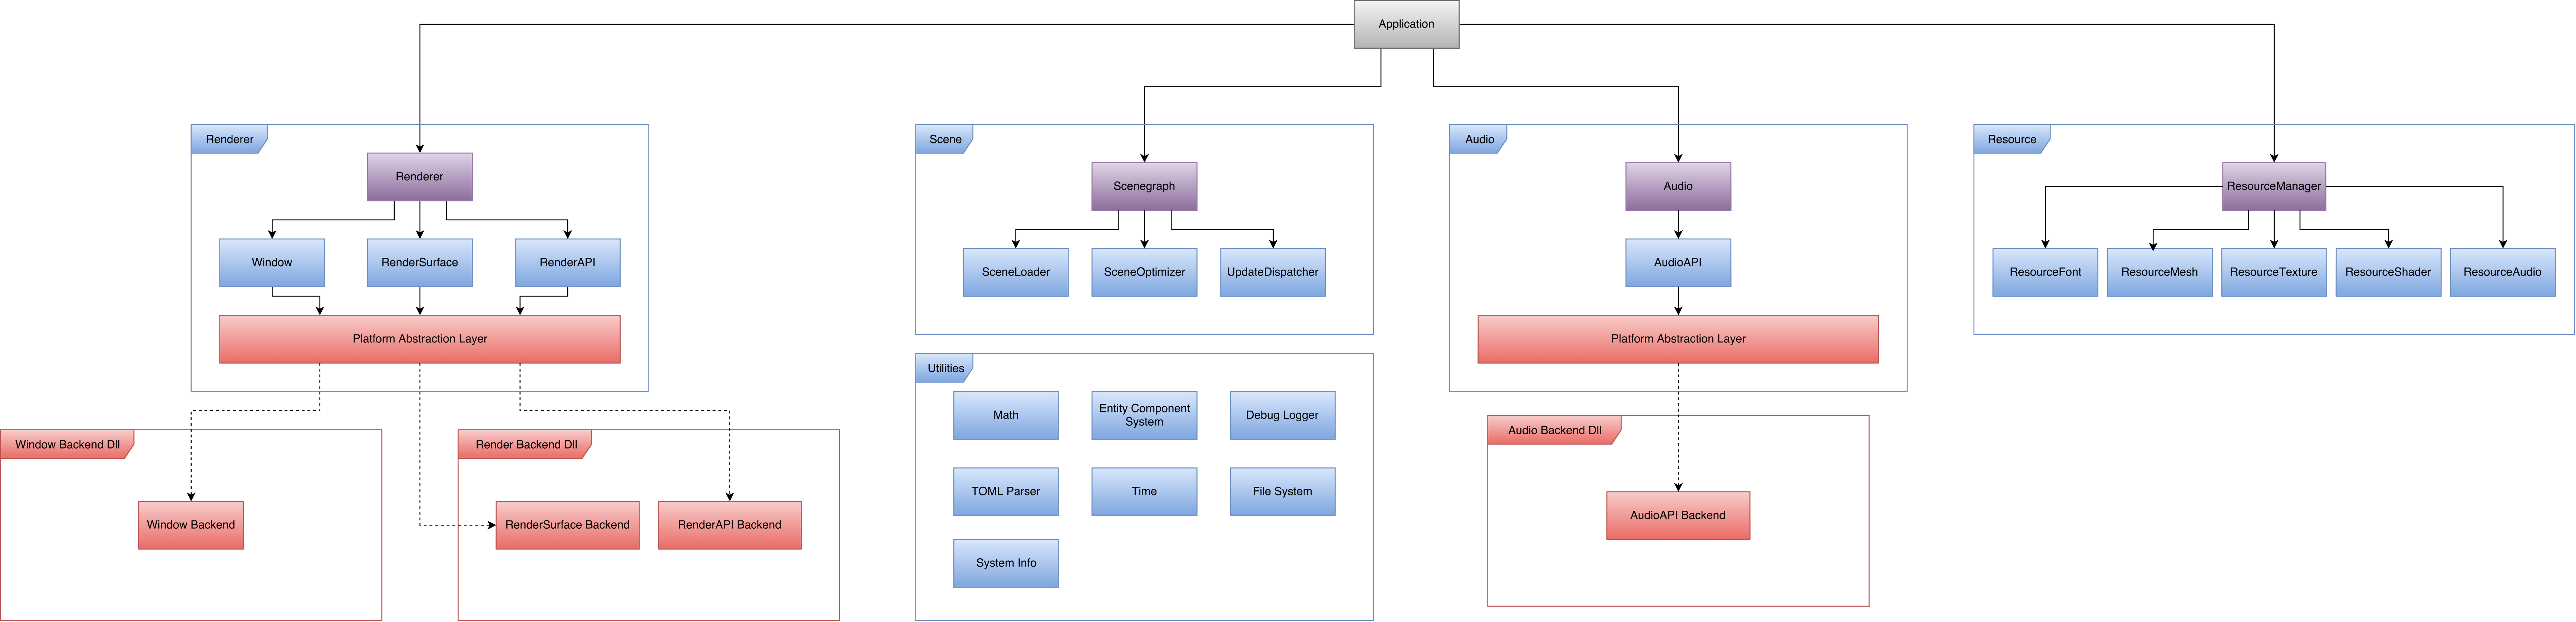 Application
Renderer
Renderer
Window
RenderSurface
RenderAPI
Platform Abstraction Layer
Window Backend Dll
Window Backend
Render Backend Dll
RenderSurface Backend
RenderAPI Backend
Scene
Scenegraph
SceneLoader
SceneOptimizer
UpdateDispatcher
Utilities
Math
Entity Component
System
Debug Logger
TOML Parser
Time
File System
System Info
Audio
Audio
AudioAPI
Platform Abstraction Layer
Audio Backend Dll
AudioAPI Backend
Resource
ResourceManager
ResourceFont
ResourceMesh
ResourceTexture
ResourceShader
ResourceAudio